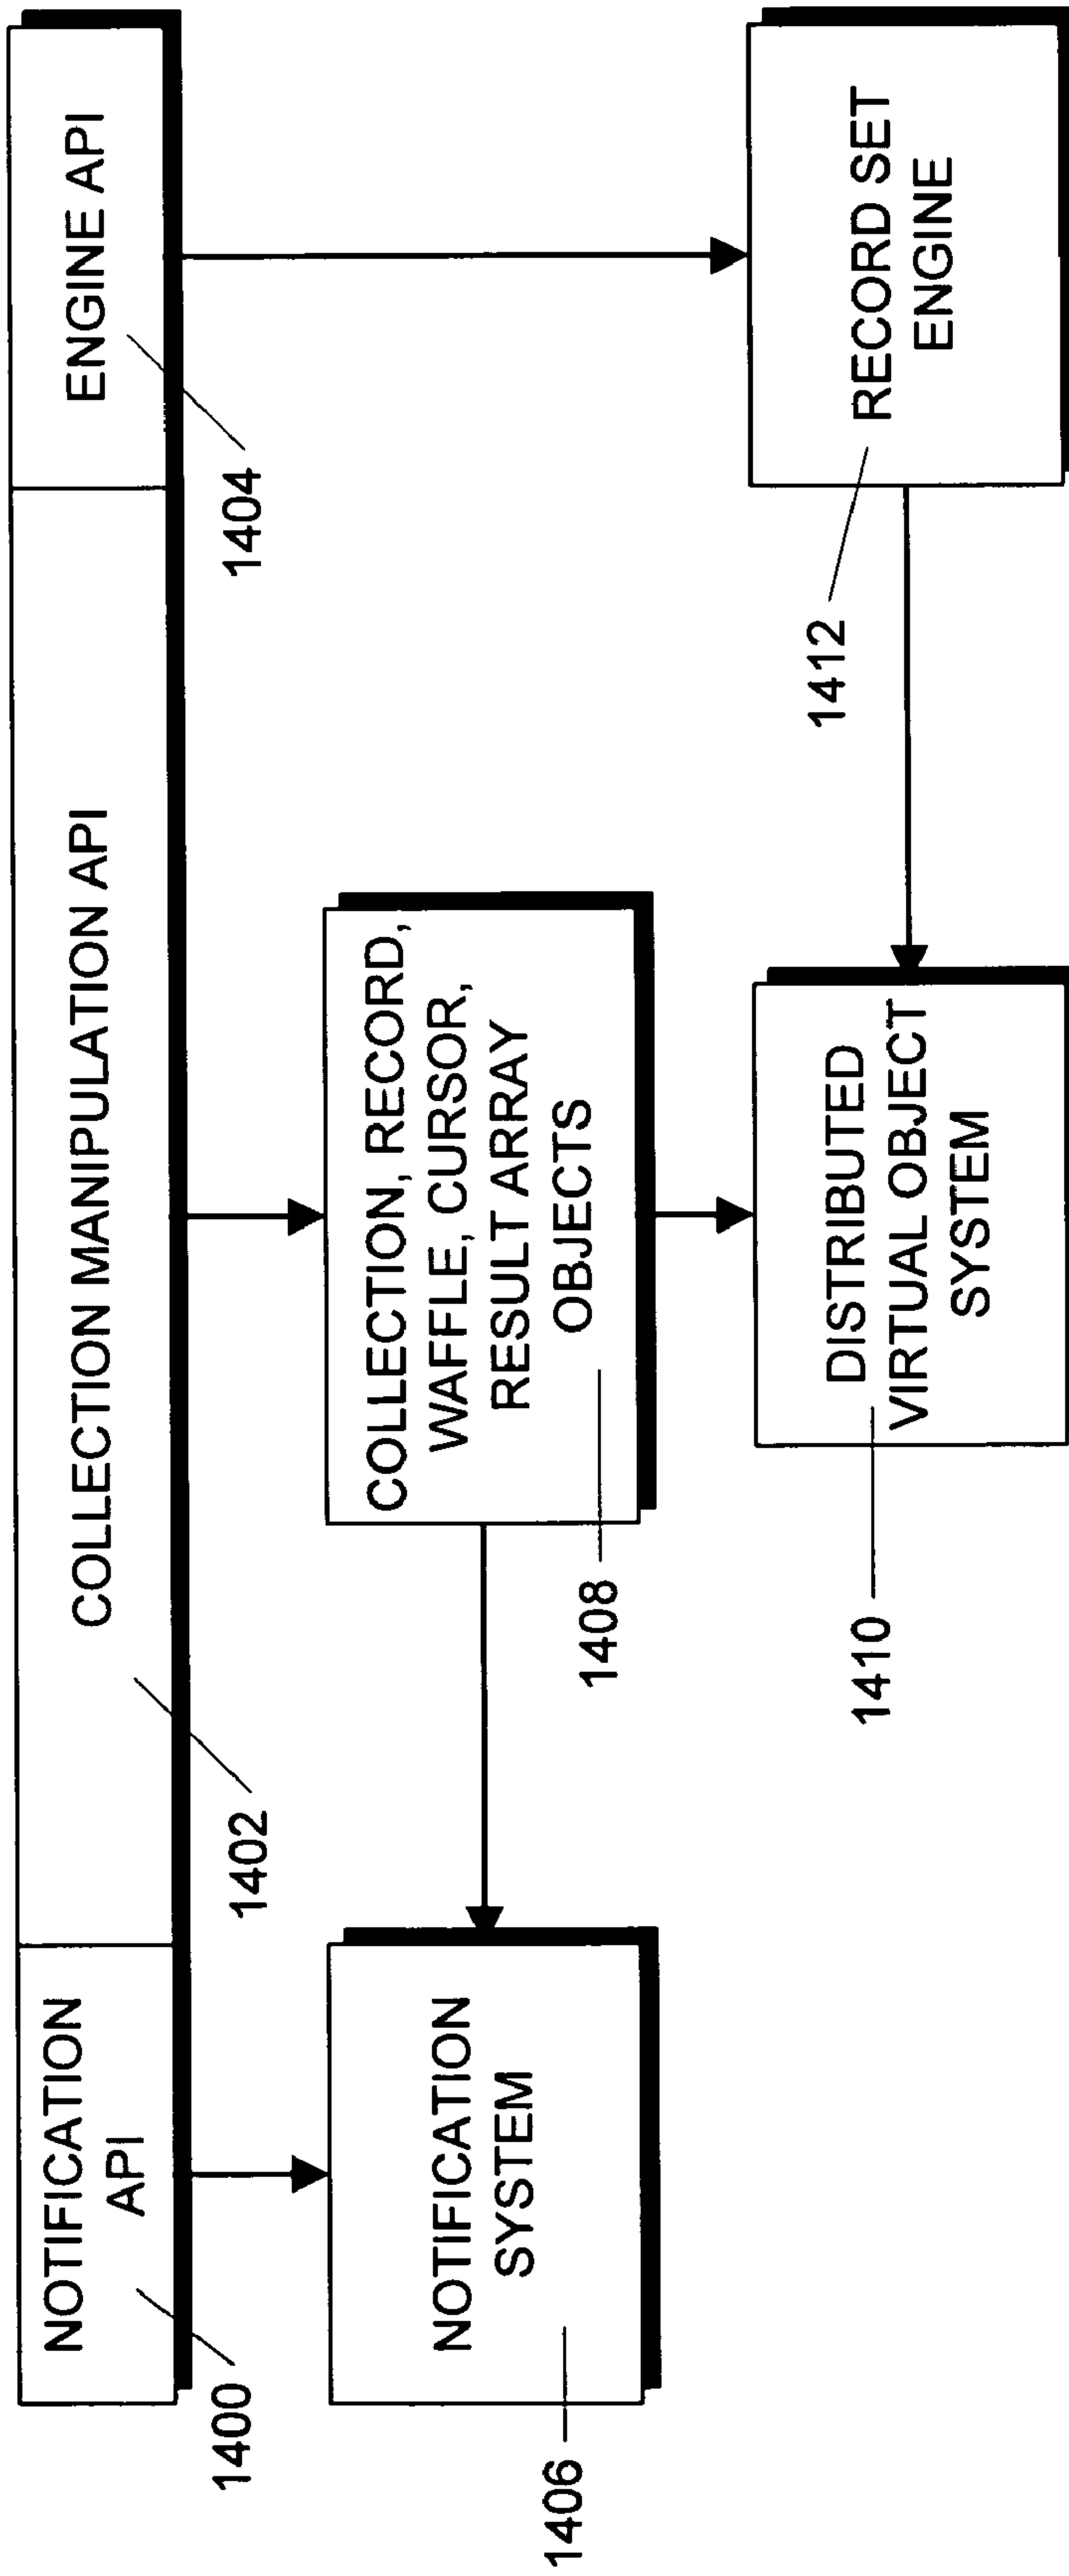 NOTIFICATION
API
COLLECTION MANIPULATION API
ENGINE API
1400
1402
1404
NOTIFICATION
SYSTEM
1406
COLLECTION, RECORD,
WAFFLE, CURSOR,
RESULT ARRAY
OBJECTS
1408
DISTRIBUTED
VIRTUAL OBJECT
SYSTEM
1410
RECORD SET
ENGINE
1412